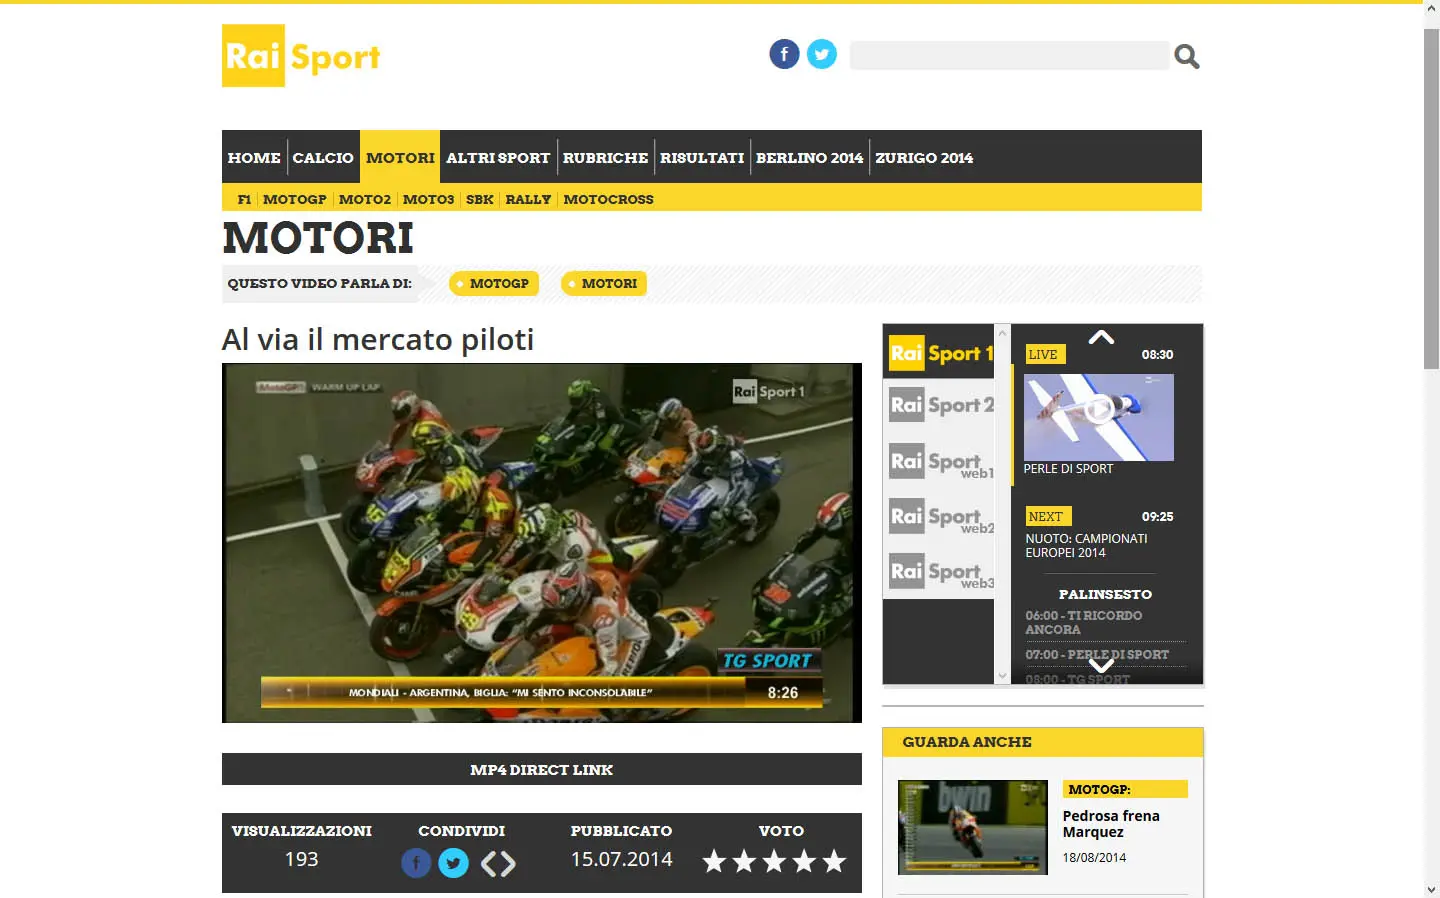 Rai Sport
HOME
CALCIO
MOTORI
ALTRI SPORT
RUBRICHE
RISULTATI
BERLINO 2014
ZURIGO 2014
F1
MOTOGP
MOTO2
MOTO3
SBK
RALLY
MOTOCROSS
MOTORI
QUESTO VIDEO PARLA DI:
MOTOGP
MOTORI
Al via il mercato piloti
MotoGP WARM UP LAP
Rai Sport 1
TG SPORT
MONDIALI - ARGENTINA, BIGLIA: “MI SENTO INCONSOLABILE”
8:26
MP4 DIRECT LINK
VISUALIZZAZIONI
193
CONDIVIDI
PUBBLICATO
15.07.2014
VOTO
Rai Sport 1
Rai Sport 2
Rai Sport web1
Rai Sport web2
Rai Sport web3
LIVE
08:30
PERLE DI SPORT
NEXT
09:25
NUOTO: CAMPIONATI
EUROPEI 2014
PALINSESTO
06:00 - TI RICORDO
ANCORA
07:00 - PERLE DI SPORT
08:00 - TG SPORT
GUARDA ANCHE
bwin
MOTOGP:
Pedrosa frena
Marquez
18/08/2014